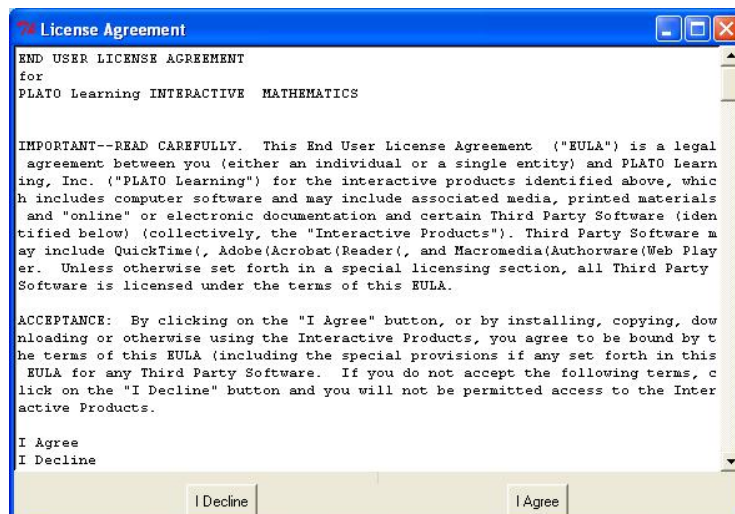 License Agreement
END USER LICENSE AGREEMENT
for
PLATO Learning INTERACTIVE  MATHEMATICS
IMPORTANT--READ CAREFULLY.  This End User License Agreement  ("EULA") is a legal
 agreement between you (either an individual or a single entity) and PLATO Learn
ing, Inc. ("PLATO Learning") for the interactive products identified above, whic
h includes computer software and may include associated media, printed materials
 and "online" or electronic documentation and certain Third Party Software (iden
tified below) (collectively, the "Interactive Products"). Third Party Software m
ay include QuickTime(, Adobe(Acrobat(Reader(, and Macromedia(Authorware(Web Play
er.  Unless otherwise set forth in a special licensing section, all Third Party
Software is licensed under the terms of this EULA.
ACCEPTANCE:  By clicking on the "I Agree" button, or by installing, copying, dow
nloading or otherwise using the Interactive Products, you agree to be bound by t
he terms of this EULA (including the special provisions if any set forth in this
 EULA for any Third Party Software.  If you do not accept the following terms, c
lick on the "I Decline" button and you will not be permitted access to the Inter
active Products.
I Agree
I Decline
I Decline I Agree